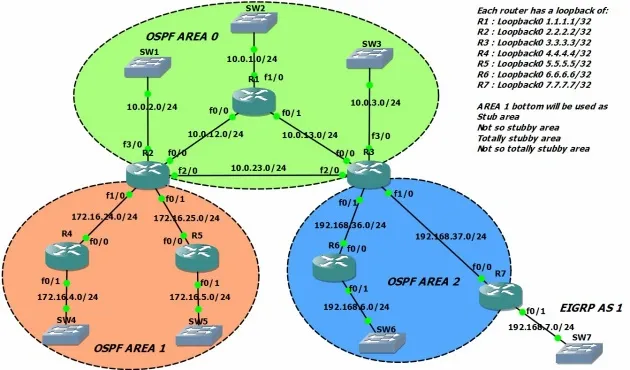 SW2
OSPF AREA 0
SW1
SW3
10.0.1.0/24
f1/0
R1
10.0.2.0/24
10.0.3.0/24
f0/0
f0/1
10.0.12.0/24
10.0.13.0/24
f3/0
f0/0
R2
f0/0
f3/0
R3
10.0.23.0/24
f2/0
f2/0
f1/0
f0/1
f0/1
f1/0
172.16.24.0/24
172.16.25.0/24
192.168.36.0/24
192.168.37.0/24
R4
f0/0
f0/0
R5
R6
f0/0
f0/0
R7
f0/1
f0/1
f0/1
f0/1
172.16.4.0/24
172.16.5.0/24
192.168.6.0/24
192.168.7.0/24
OSPF AREA 2
EIGRP AS 1
SW4
SW5
SW6
SW7
OSPF AREA 1
Each router has a loopback of:
R1 : Loopback0 1.1.1.1/32
R2 : Loopback0 2.2.2.2/32
R3 : Loopback0 3.3.3.3/32
R4 : Loopback0 4.4.4.4/32
R5 : Loopback0 5.5.5.5/32
R6 : Loopback0 6.6.6.6/32
R7 : Loopback0 7.7.7.7/32
AREA 1 bottom will be used as
Stub area
Not so stubby area
Totally stubby area
Not so totally stubby area